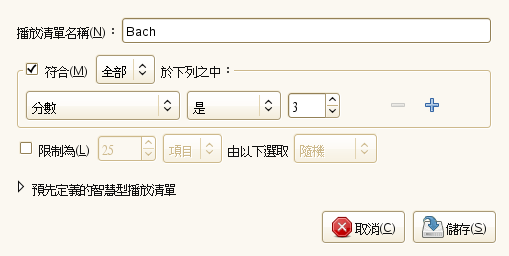 播放清單名稱(N)： Bach
符合(M) 全部 於下列之中：
分數 是 3
限制為(L) 25 項目 由以下選取 隨機
預先定義的智慧型播放清單
取消(C) 儲存(S)